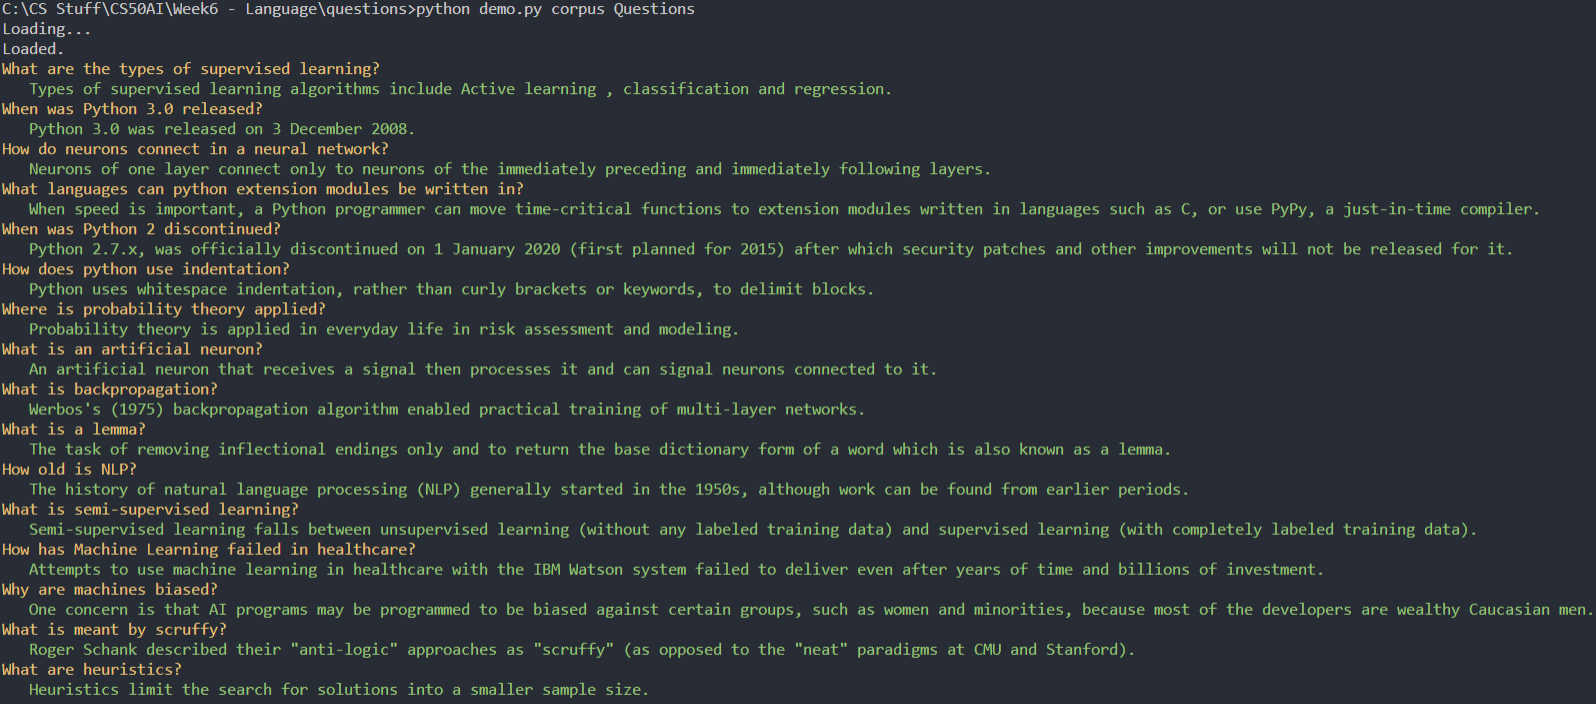 C:\CS Stuff\CS50AI\Week6 - Language\questions>python demo.py corpus Questions
Loading...
Loaded.
What are the types of supervised learning?
Types of supervised learning algorithms include Active learning , classification and regression.
When was Python 3.0 released?
Python 3.0 was released on 3 December 2008.
How do neurons connect in a neural network?
Neurons of one layer connect only to neurons of the immediately preceding and immediately following layers.
What languages can python extension modules be written in?
When speed is important, a Python programmer can move time-critical functions to extension modules written in languages such as C, or use PyPy, a just-in-time compiler.
When was Python 2 discontinued?
Python 2.7.x, was officially discontinued on 1 January 2020 (first planned for 2015) after which security patches and other improvements will not be released for it.
How does python use indentation?
Python uses whitespace indentation, rather than curly brackets or keywords, to delimit blocks.
Where is probability theory applied?
Probability theory is applied in everyday life in risk assessment and modeling.
What is an artificial neuron?
An artificial neuron that receives a signal then processes it and can signal neurons connected to it.
What is backpropagation?
Werbos's (1975) backpropagation algorithm enabled practical training of multi-layer networks.
What is a lemma?
The task of removing inflectional endings only and to return the base dictionary form of a word which is also known as a lemma.
How old is NLP?
The history of natural language processing (NLP) generally started in the 1950s, although work can be found from earlier periods.
What is semi-supervised learning?
Semi-supervised learning falls between unsupervised learning (without any labeled training data) and supervised learning (with completely labeled training data).
How has Machine Learning failed in healthcare?
Attempts to use machine learning in healthcare with the IBM Watson system failed to deliver even after years of time and billions of investment.
Why are machines biased?
One concern is that AI programs may be programmed to be biased against certain groups, such as women and minorities, because most of the developers are wealthy Caucasian men.
What is meant by scruffy?
Roger Schank described their "anti-logic" approaches as "scruffy" (as opposed to the "neat" paradigms at CMU and Stanford).
What are heuristics?
Heuristics limit the search for solutions into a smaller sample size.